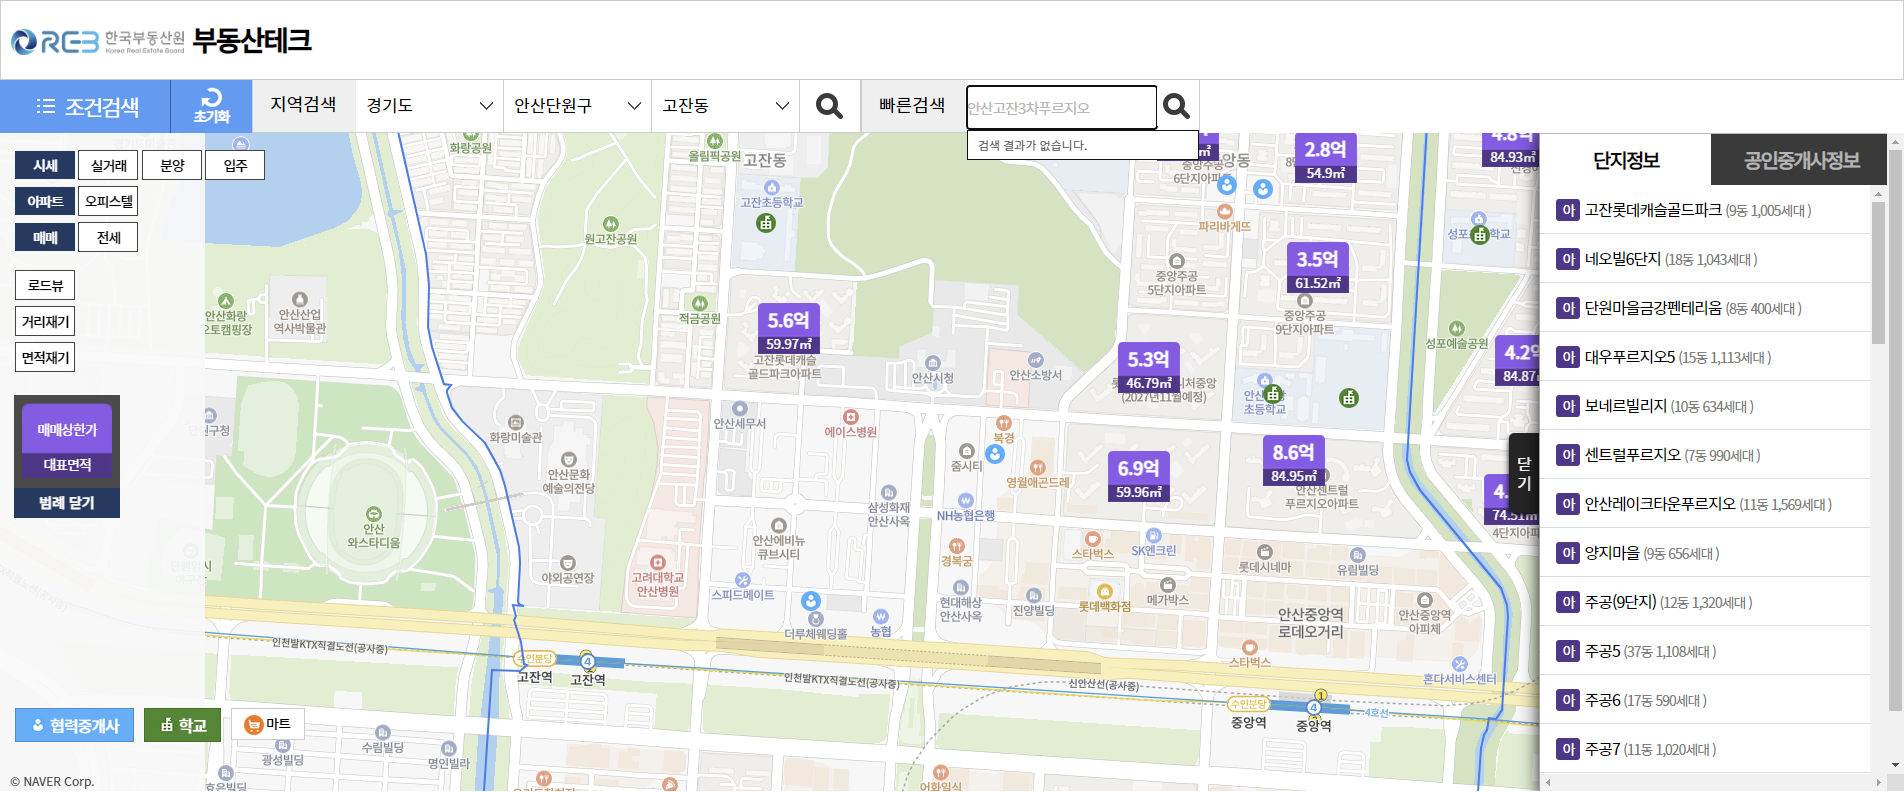 REB 한국부동산원 Korea Real Estate Board 부동산테크
조건검색
초기화
지역검색
경기도
안산단원구
고잔동
빠른검색
안산고잔3차푸르지오
검색 결과가 없습니다.
시세 실거래 분양 입주
아파트 오피스텔
매매 전세
로드뷰
거리재기
면적재기
매매상한가
대표면적
범례 닫기
협력중개사 학교 마트
© NAVER Corp.
화랑공원
올림픽공원
고잔동
고잔초등학교
원고잔공원
안산산업
역사박물관
안산화랑
오토캠핑장
적금공원
5.6억
59.97㎡
고잔롯데캐슬
골드파크아파트
안산시청
안산소방서
중앙주공
6단지아파트
2.8억
54.9㎡
4.8억
84.93㎡
파리바게뜨
3.5억
61.52㎡
중앙주공
5단지아파트
중앙주공
9단지아파트
성포예술공원
5.3억
46.79㎡
(2027년11월예정)
4.2억
84.87㎡
초등학교
화랑미술관
안산세무서
에이스병원
북경
줌시티
영월애곤드레
안산문화
예술의전당
삼성화재
안산사옥
NH농협은행
6.9억
59.96㎡
8.6억
84.95㎡
안산센트럴
푸르지오아파트
74.51㎡
안산
와스타디움
안산에비뉴
큐브시티
야외공연장
고려대학교
안산병원
스피드메이트
경복궁
스타벅스
SK엔크린
롯데시네마
유림빌딩
현대해상
안산사옥
진양빌딩
롯데백화점
메가박스
안산중앙역
로데오거리
안산중앙역
아피체
더루체웨딩홀
농협
스타벅스
혼다서비스센터
인천발KTX직결노선(공사중)
수인분당
고잔역
4
고잔역
인천발KTX직결노선(공사중)
신안산선(공사중)
수인분당
중앙역
4
중앙역
4호선
수림빌딩
광성빌딩
명인빌라
효은빌딩
어화일식
닫
기
단지정보 공인중개사정보
아 고잔롯데캐슬골드파크 (9동 1,005세대 )
아 네오빌6단지 (18동 1,043세대 )
아 단원마을금강펜테리움 (8동 400세대 )
아 대우푸르지오5 (15동 1,113세대 )
아 보네르빌리지 (10동 634세대 )
아 센트럴푸르지오 (7동 990세대 )
아 안산레이크타운푸르지오 (11동 1,569세대 )
아 양지마을 (9동 656세대 )
아 주공(9단지) (12동 1,320세대 )
아 주공5 (37동 1,108세대 )
아 주공6 (17동 590세대 )
아 주공7 (11동 1,020세대 )